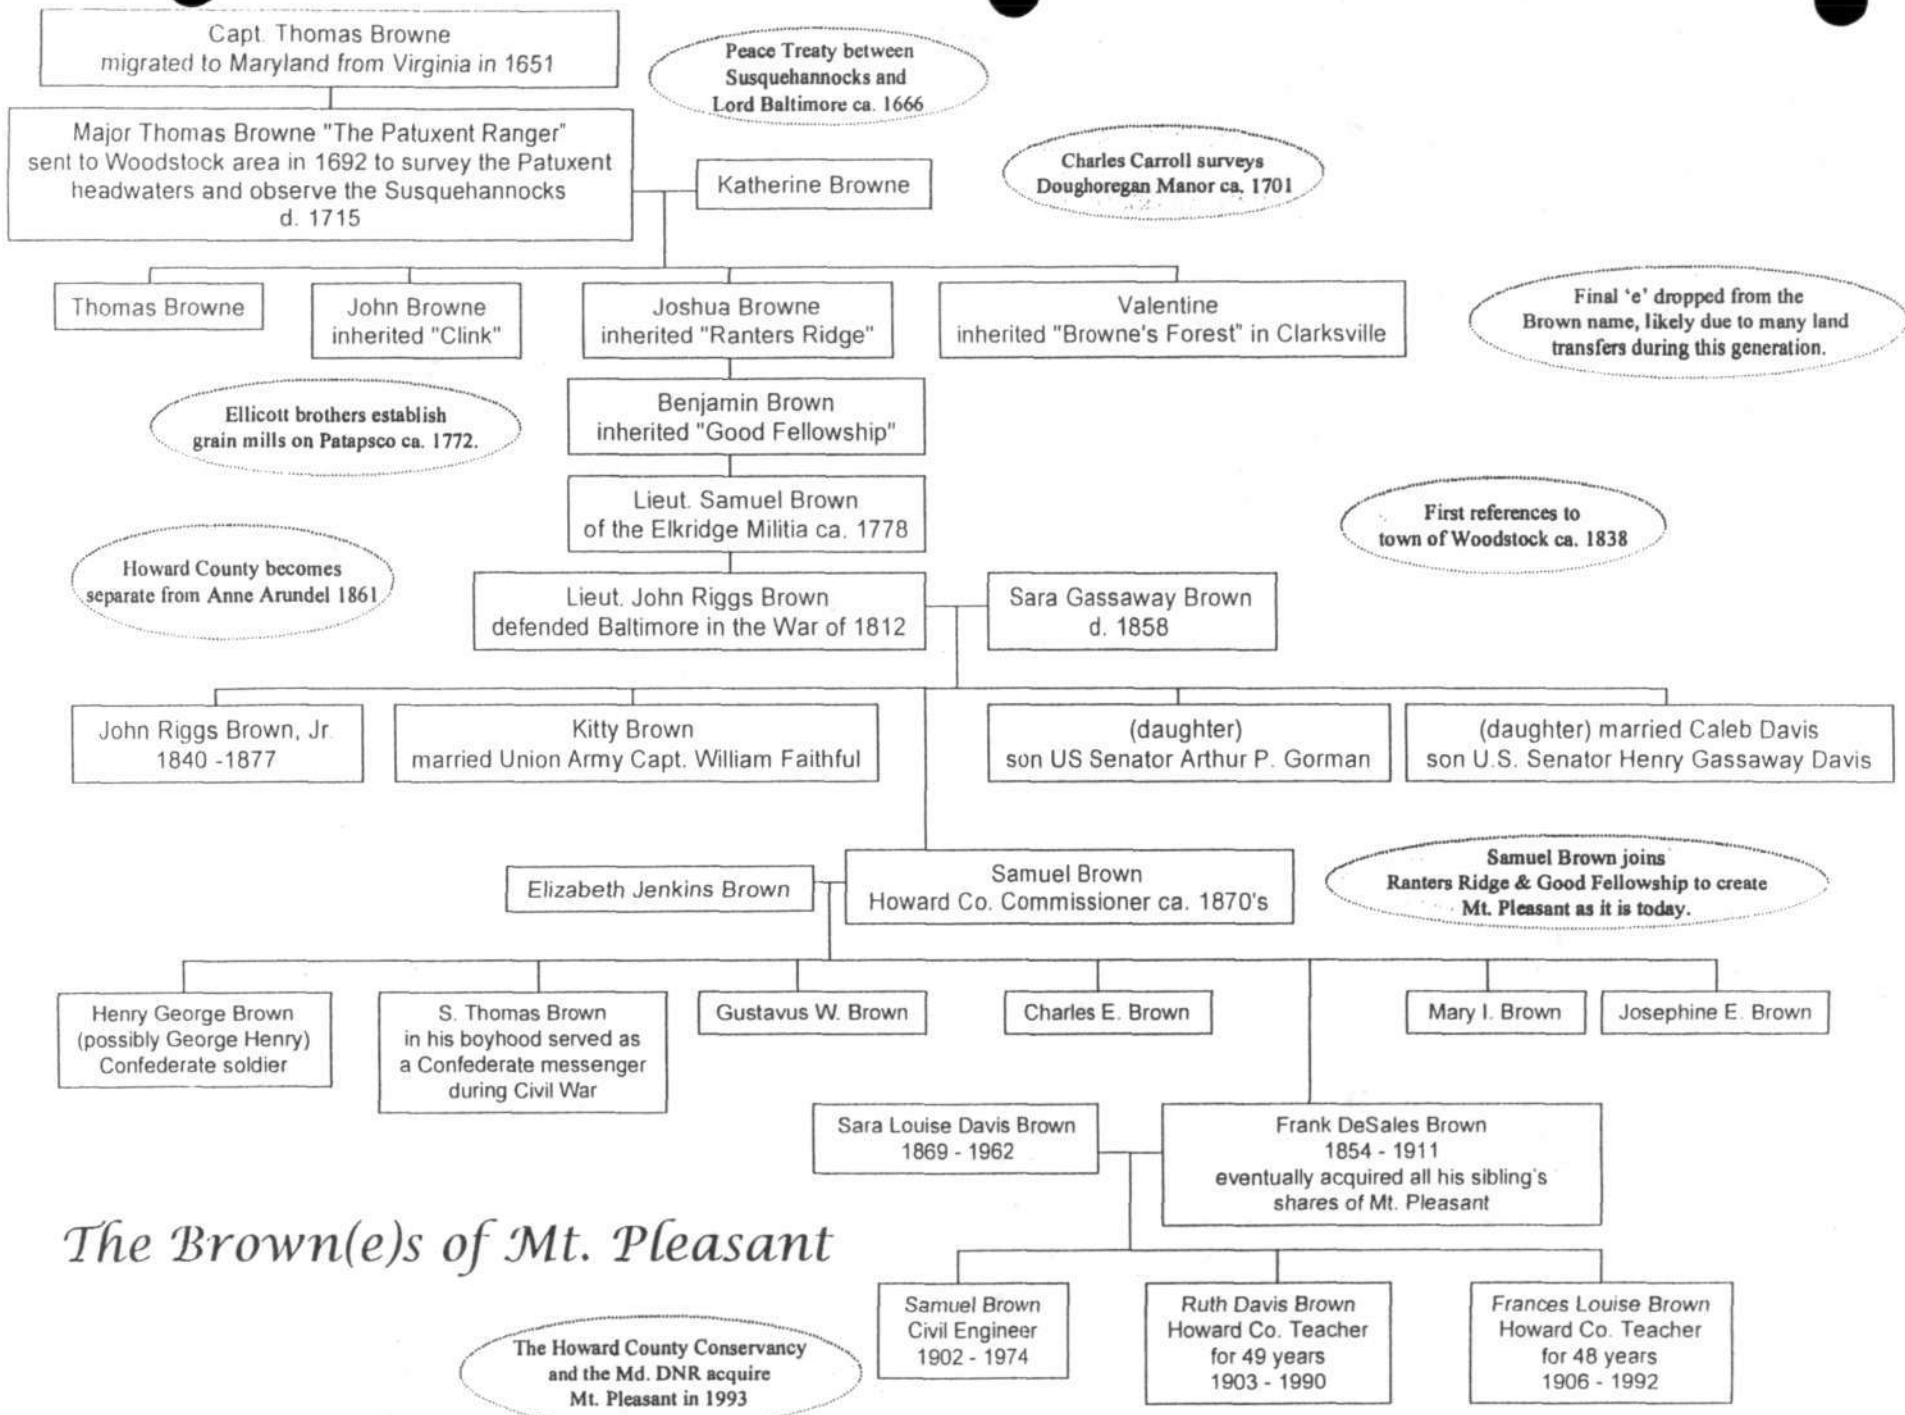 Capt. Thomas Browne
migrated to Maryland from Virginia in 1651
Peace Treaty between
Susquehannocks and
Lord Baltimore ca. 1666
Major Thomas Browne "The Patuxent Ranger"
sent to Woodstock area in 1692 to survey the Patuxent
headwaters and observe the Susquehannocks
d. 1715
Katherine Browne
Charles Carroll surveys
Doughoregan Manor ca. 1701
Thomas Browne
John Browne
inherited "Clink"
Joshua Browne
inherited "Ranters Ridge"
Valentine
inherited "Browne's Forest" in Clarksville
Final 'e' dropped from the
Brown name, likely due to many land
transfers during this generation.
Ellicott brothers establish
grain mills on Patapsco ca. 1772.
Benjamin Brown
inherited "Good Fellowship"
Lieut. Samuel Brown
of the Elkridge Militia ca. 1778
First references to
town of Woodstock ca. 1838
Howard County becomes
separate from Anne Arundel 1861
Lieut. John Riggs Brown
defended Baltimore in the War of 1812
Sara Gassaway Brown
d. 1858
John Riggs Brown, Jr.
1840 -1877
Kitty Brown
married Union Army Capt. William Faithful
(daughter)
son US Senator Arthur P. Gorman
(daughter) married Caleb Davis
son U.S. Senator Henry Gassaway Davis
Elizabeth Jenkins Brown
Samuel Brown
Howard Co. Commissioner ca. 1870's
Samuel Brown joins
Ranters Ridge & Good Fellowship to create
Mt. Pleasant as it is today.
Henry George Brown
(possibly George Henry)
Confederate soldier
S. Thomas Brown
in his boyhood served as
a Confederate messenger
during Civil War
Gustavus W. Brown
Charles E. Brown
Mary I. Brown
Josephine E. Brown
Sara Louise Davis Brown
1869 - 1962
Frank DeSales Brown
1854 - 1911
eventually acquired all his sibling's
shares of Mt. Pleasant
The Brown(e)s of Mt. Pleasant
Samuel Brown
Civil Engineer
1902 - 1974
Ruth Davis Brown
Howard Co. Teacher
for 49 years
1903 - 1990
Frances Louise Brown
Howard Co. Teacher
for 48 years
1906 - 1992
The Howard County Conservancy
and the Md. DNR acquire
Mt. Pleasant in 1993